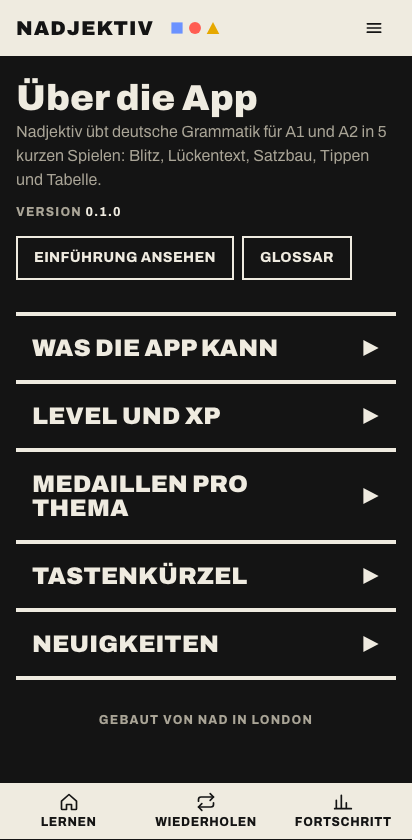 NADJEKTIV
Über die App
Nadjektiv übt deutsche Grammatik für A1 und A2 in 5
kurzen Spielen: Blitz, Lückentext, Satzbau, Tippen
und Tabelle.
VERSION 0.1.0
EINFÜHRUNG ANSEHEN GLOSSAR
WAS DIE APP KANN
LEVEL UND XP
MEDAILLEN PRO
THEMA
TASTENKÜRZEL
NEUIGKEITEN
GEBAUT VON NAD IN LONDON
LERNEN WIEDERHOLEN FORTSCHRITT